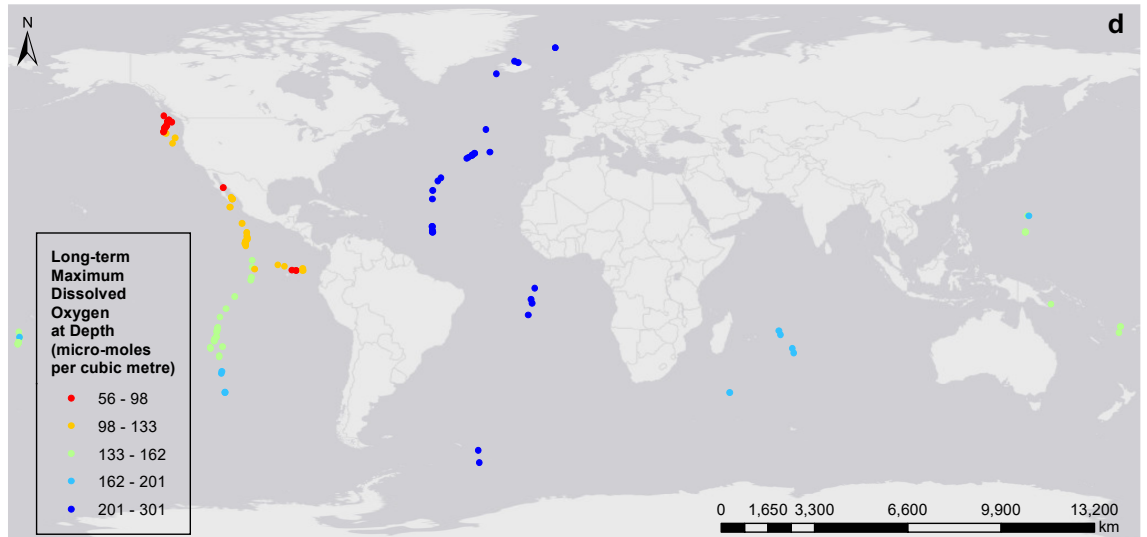 N
d
Long-term
Maximum
Dissolved
Oxygen
at Depth
(micro-moles
per cubic metre)
56 - 98
98 - 133
133 - 162
162 - 201
201 - 301
0 1,650 3,300 6,600 9,900 13,200
km